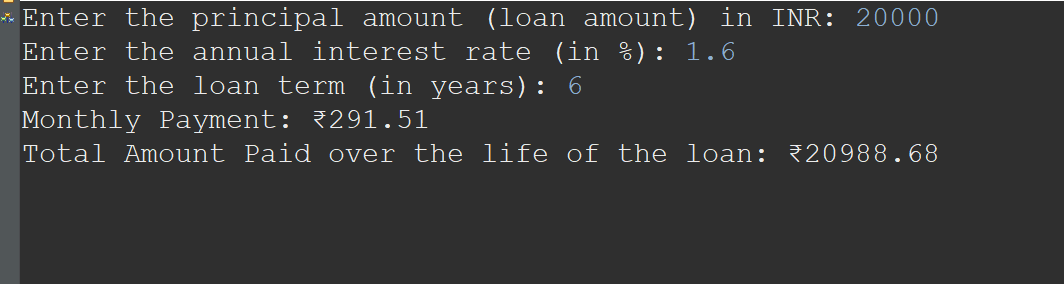 Enter the principal amount (loan amount) in INR: 20000
Enter the annual interest rate (in %): 1.6
Enter the loan term (in years): 6
Monthly Payment: ₹291.51
Total Amount Paid over the life of the loan: ₹20988.68